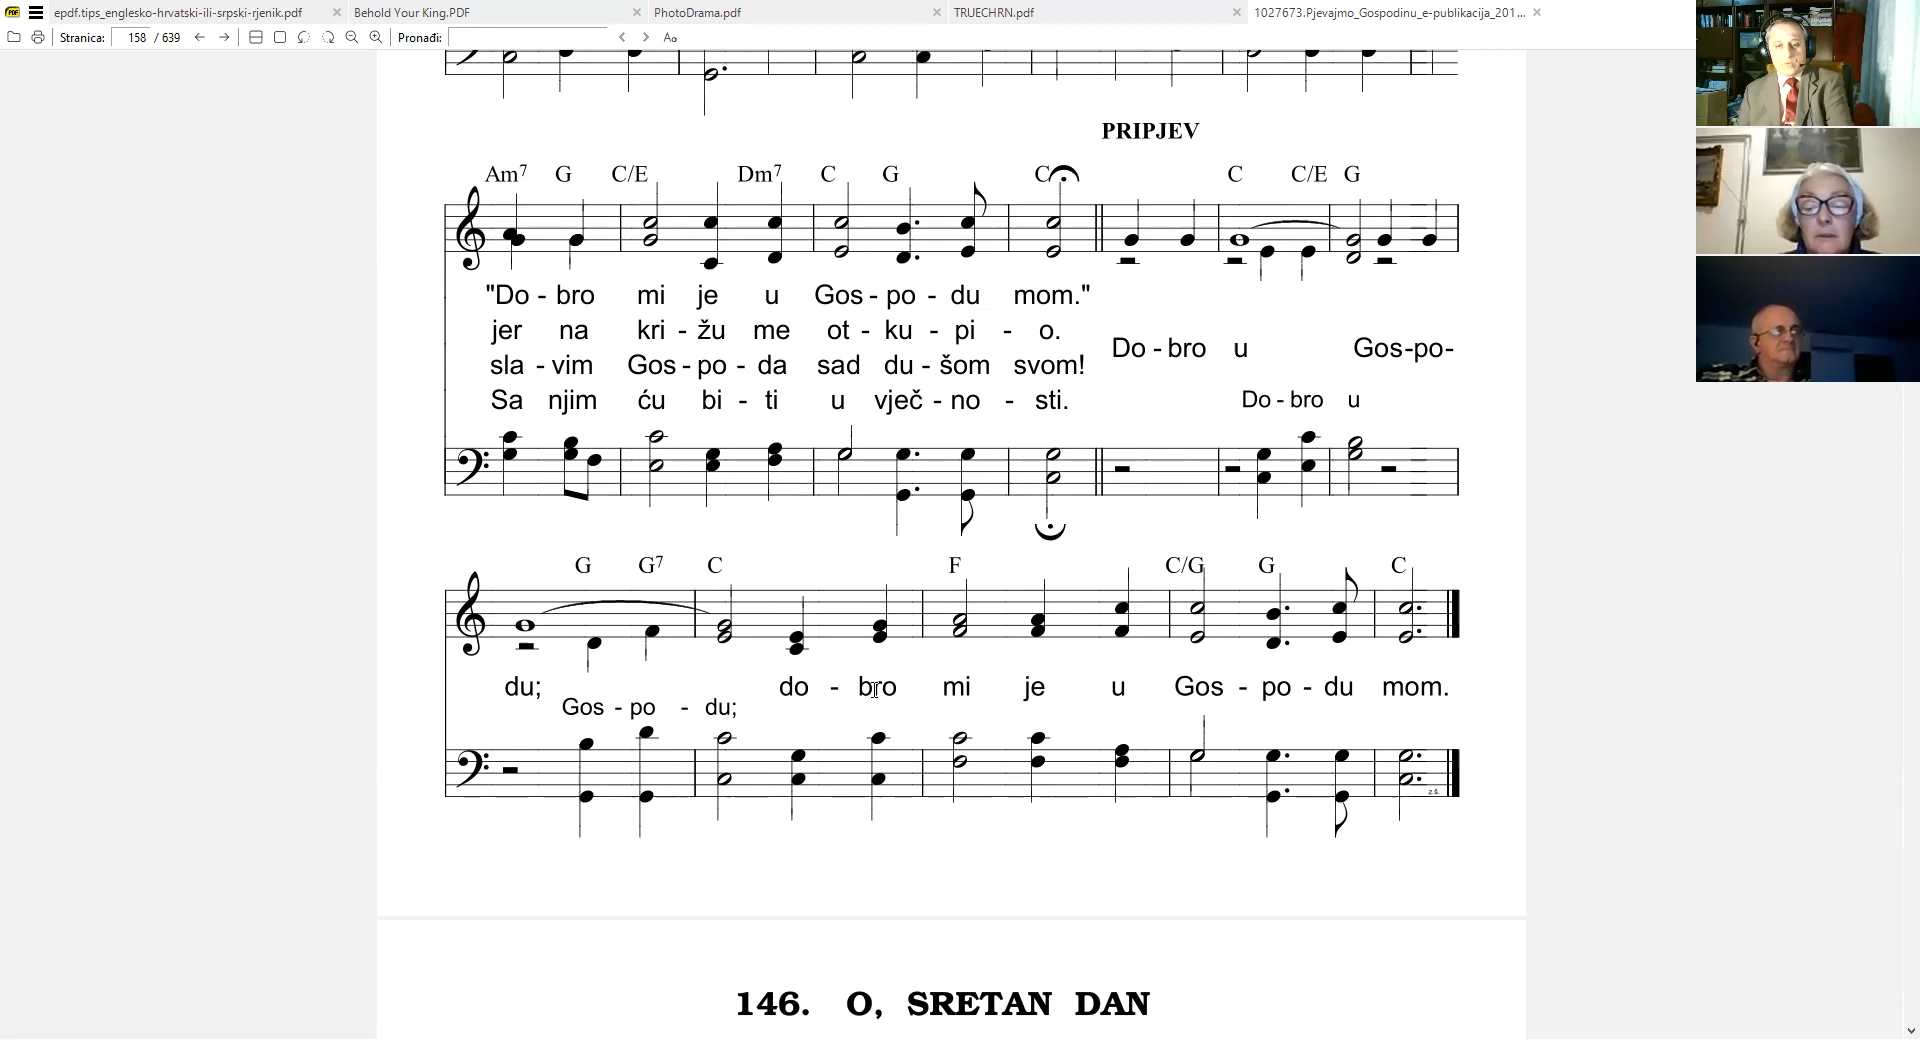 epdf.tips_englesko-hrvatski-ili-srpski-rjenik.pdf
Behold Your King.PDF
PhotoDrama.pdf
TRUECHRN.pdf
1027673.Pjevajmo_Gospodinu_e-publikacija_201...
PDF
Stranica: 158 / 639
Pronađi:
PRIPJEV
Am7 G C/E Dm7 C G C C C/E G
"Do - bro mi je u Gos - po - du mom."
jer na kri - žu me ot - ku - pi - o.
Do - bro u Gos-po-
sla - vim Gos - po - da sad du - šom svom!
Sa njim ću bi - ti u vječ - no - sti.
Do - bro u
G G7 C F C/G G C
du; do - bro mi je u Gos - po - du mom.
Gos - po - du;
z.š.
146. O, SRETAN DAN